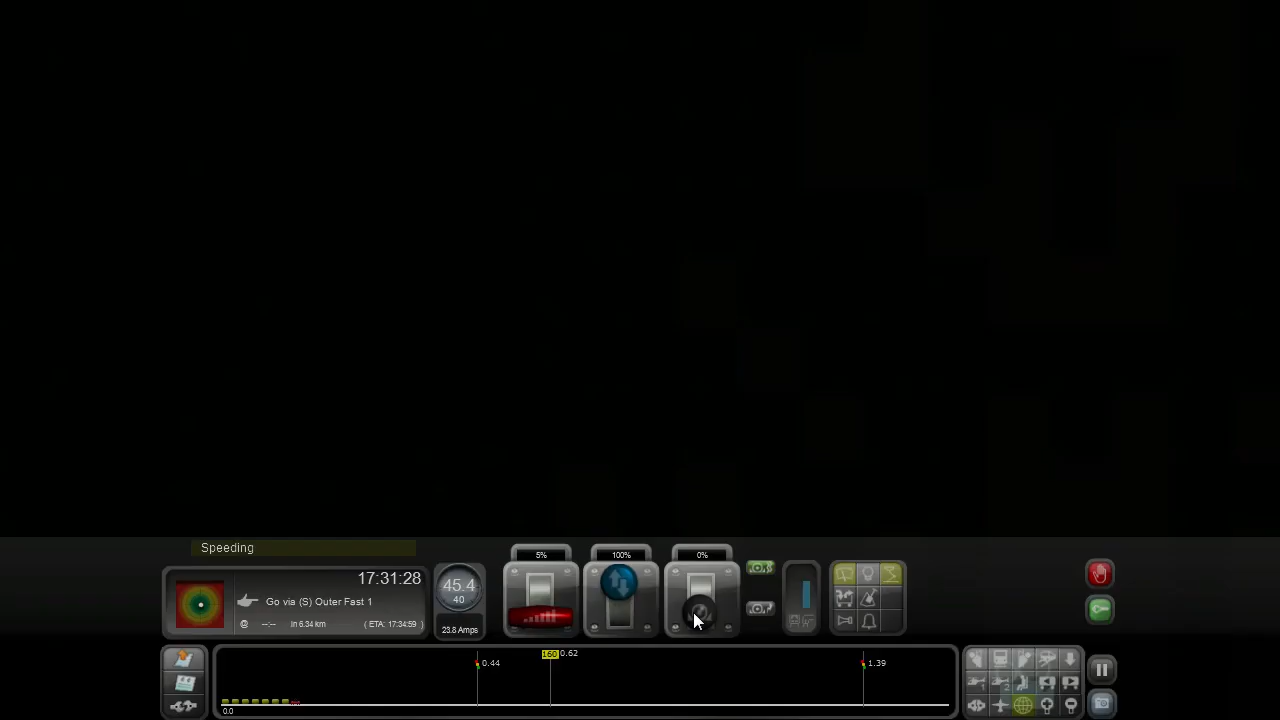 Speeding
17:31:28
Go via (S) Outer Fast 1
@ --:-- In 6.34 km ( ETA: 17:34:59 )
45.4
40
23.8 Amps
5%
100%
0%
0.44
160 0.62
1.39
0.0